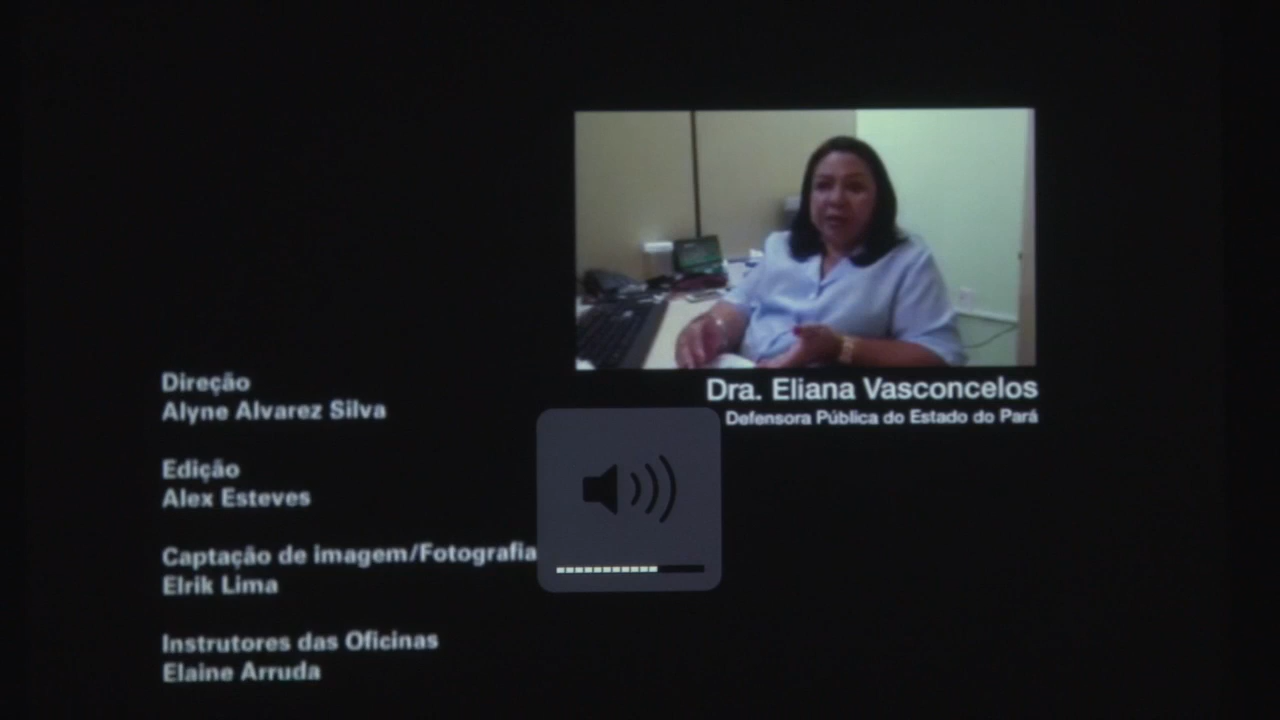 Dra. Eliana Vasconcelos
Defensora Pública do Estado do Pará
Direção
Alyne Alvarez Silva
Edição
Alex Esteves
Captação de imagem/Fotografia
Elrik Lima
Instrutores das Oficinas
Elaine Arruda